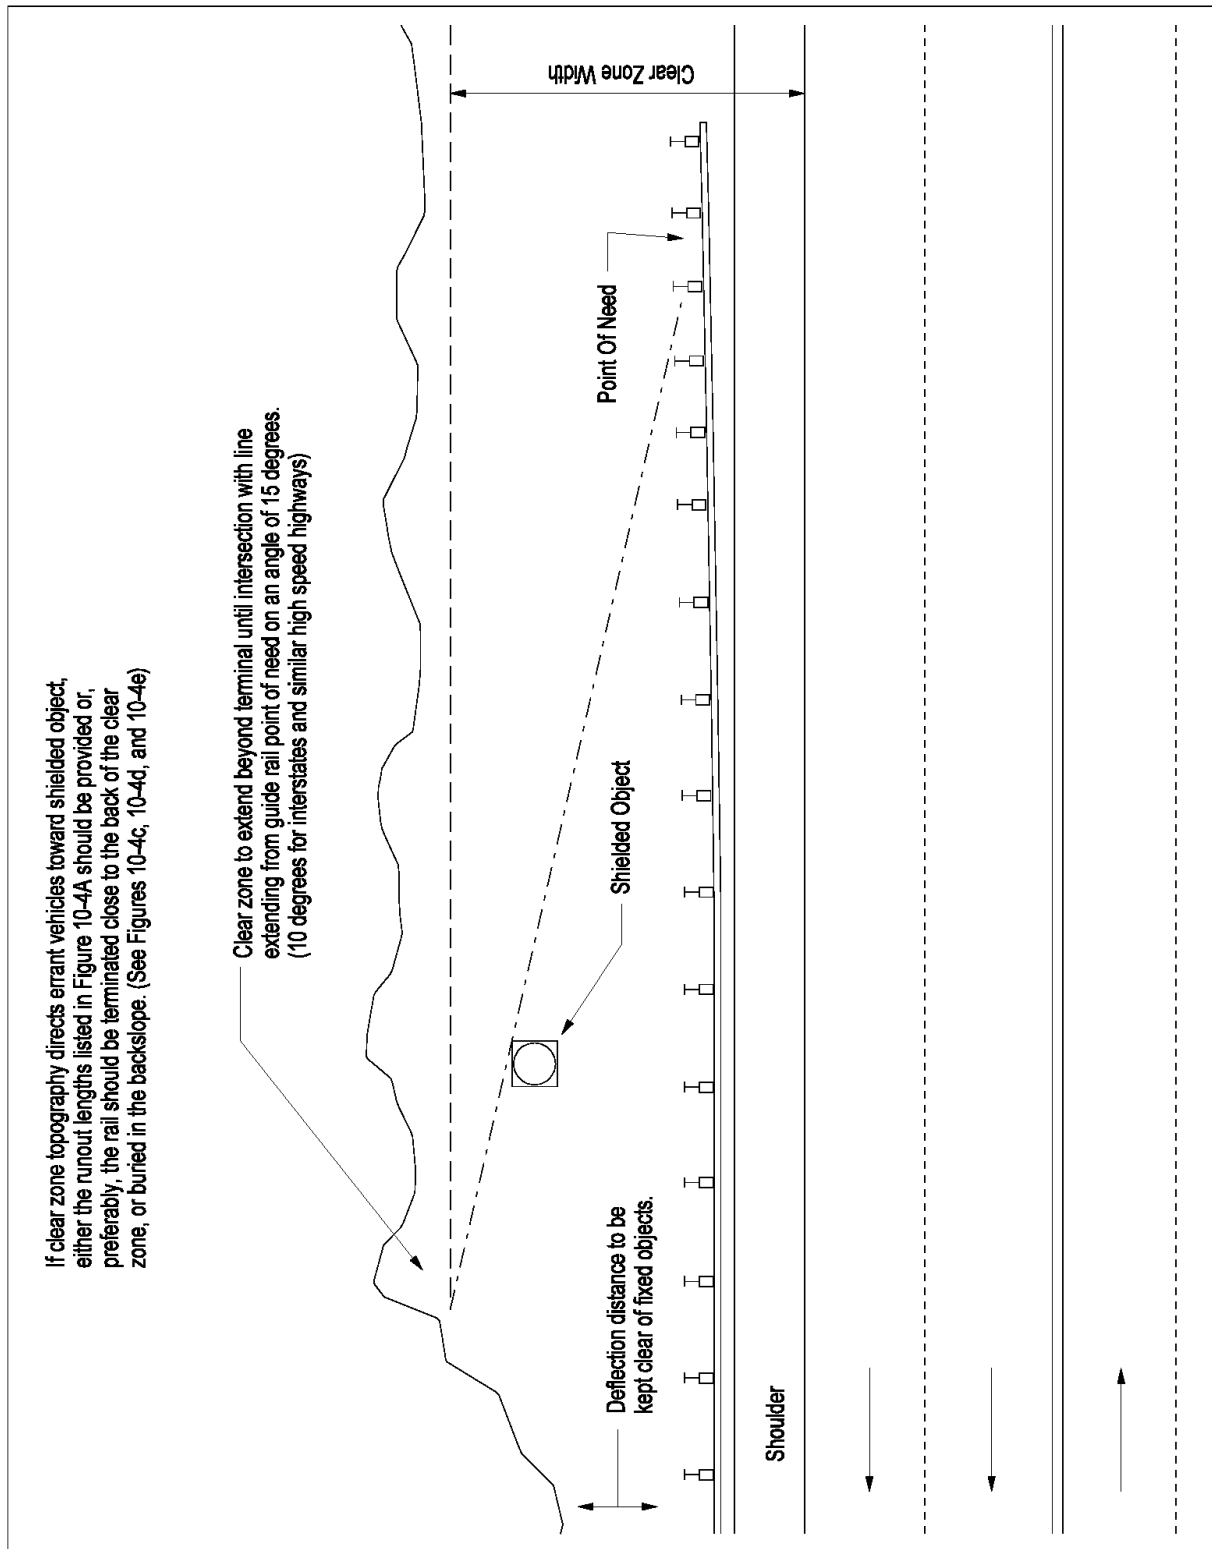 If clear zone topography directs errant vehicles toward shielded object,
either the runout lengths listed in Figure 10-4A should be provided or,
preferably, the rail should be terminated close to the back of the clear
zone, or buried in the backslope. (See Figures 10-4c, 10-4d, and 10-4e)
Clear zone to extend beyond terminal until intersection with line
extending from guide rail point of need on an angle of 15 degrees.
(10 degrees for interstates and similar high speed highways)
Clear Zone Width
Point Of Need
Shielded Object
Deflection distance to be
kept clear of fixed objects.
Shoulder